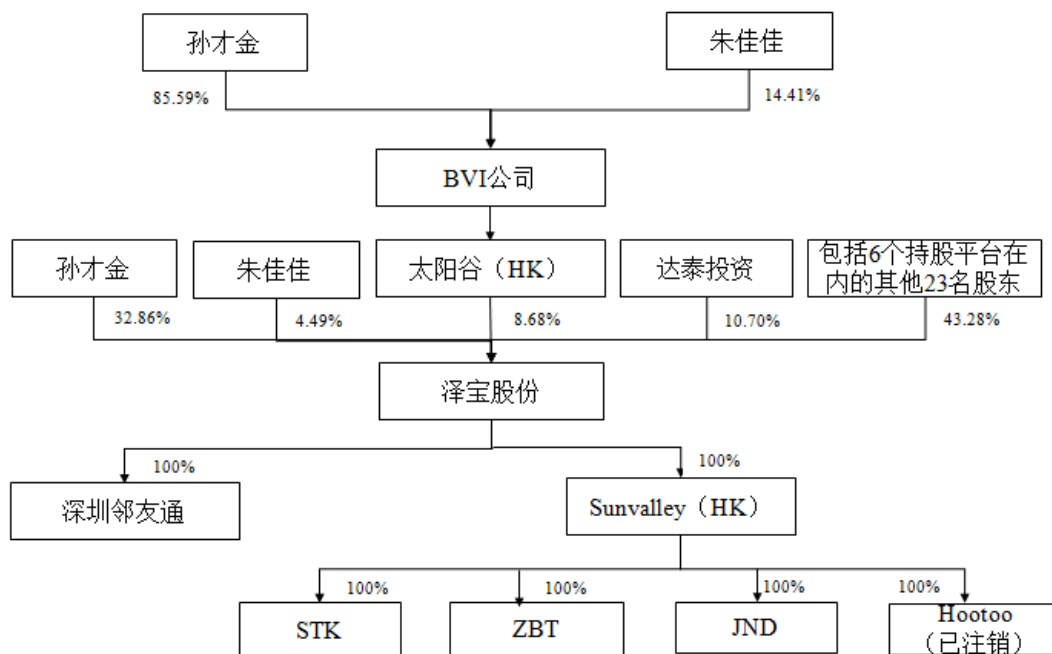 孙才金
朱佳佳
85.59%
14.41%
BVI公司
孙才金
朱佳佳
太阳谷（HK）
达泰投资
包括6个持股平台在
内的其他23名股东
32.86%
4.49%
8.68%
10.70%
43.28%
泽宝股份
100%
100%
深圳邻友通
Sunvalley（HK）
100%
100%
100%
100%
STK
ZBT
JND
Hootoo
（已注销）